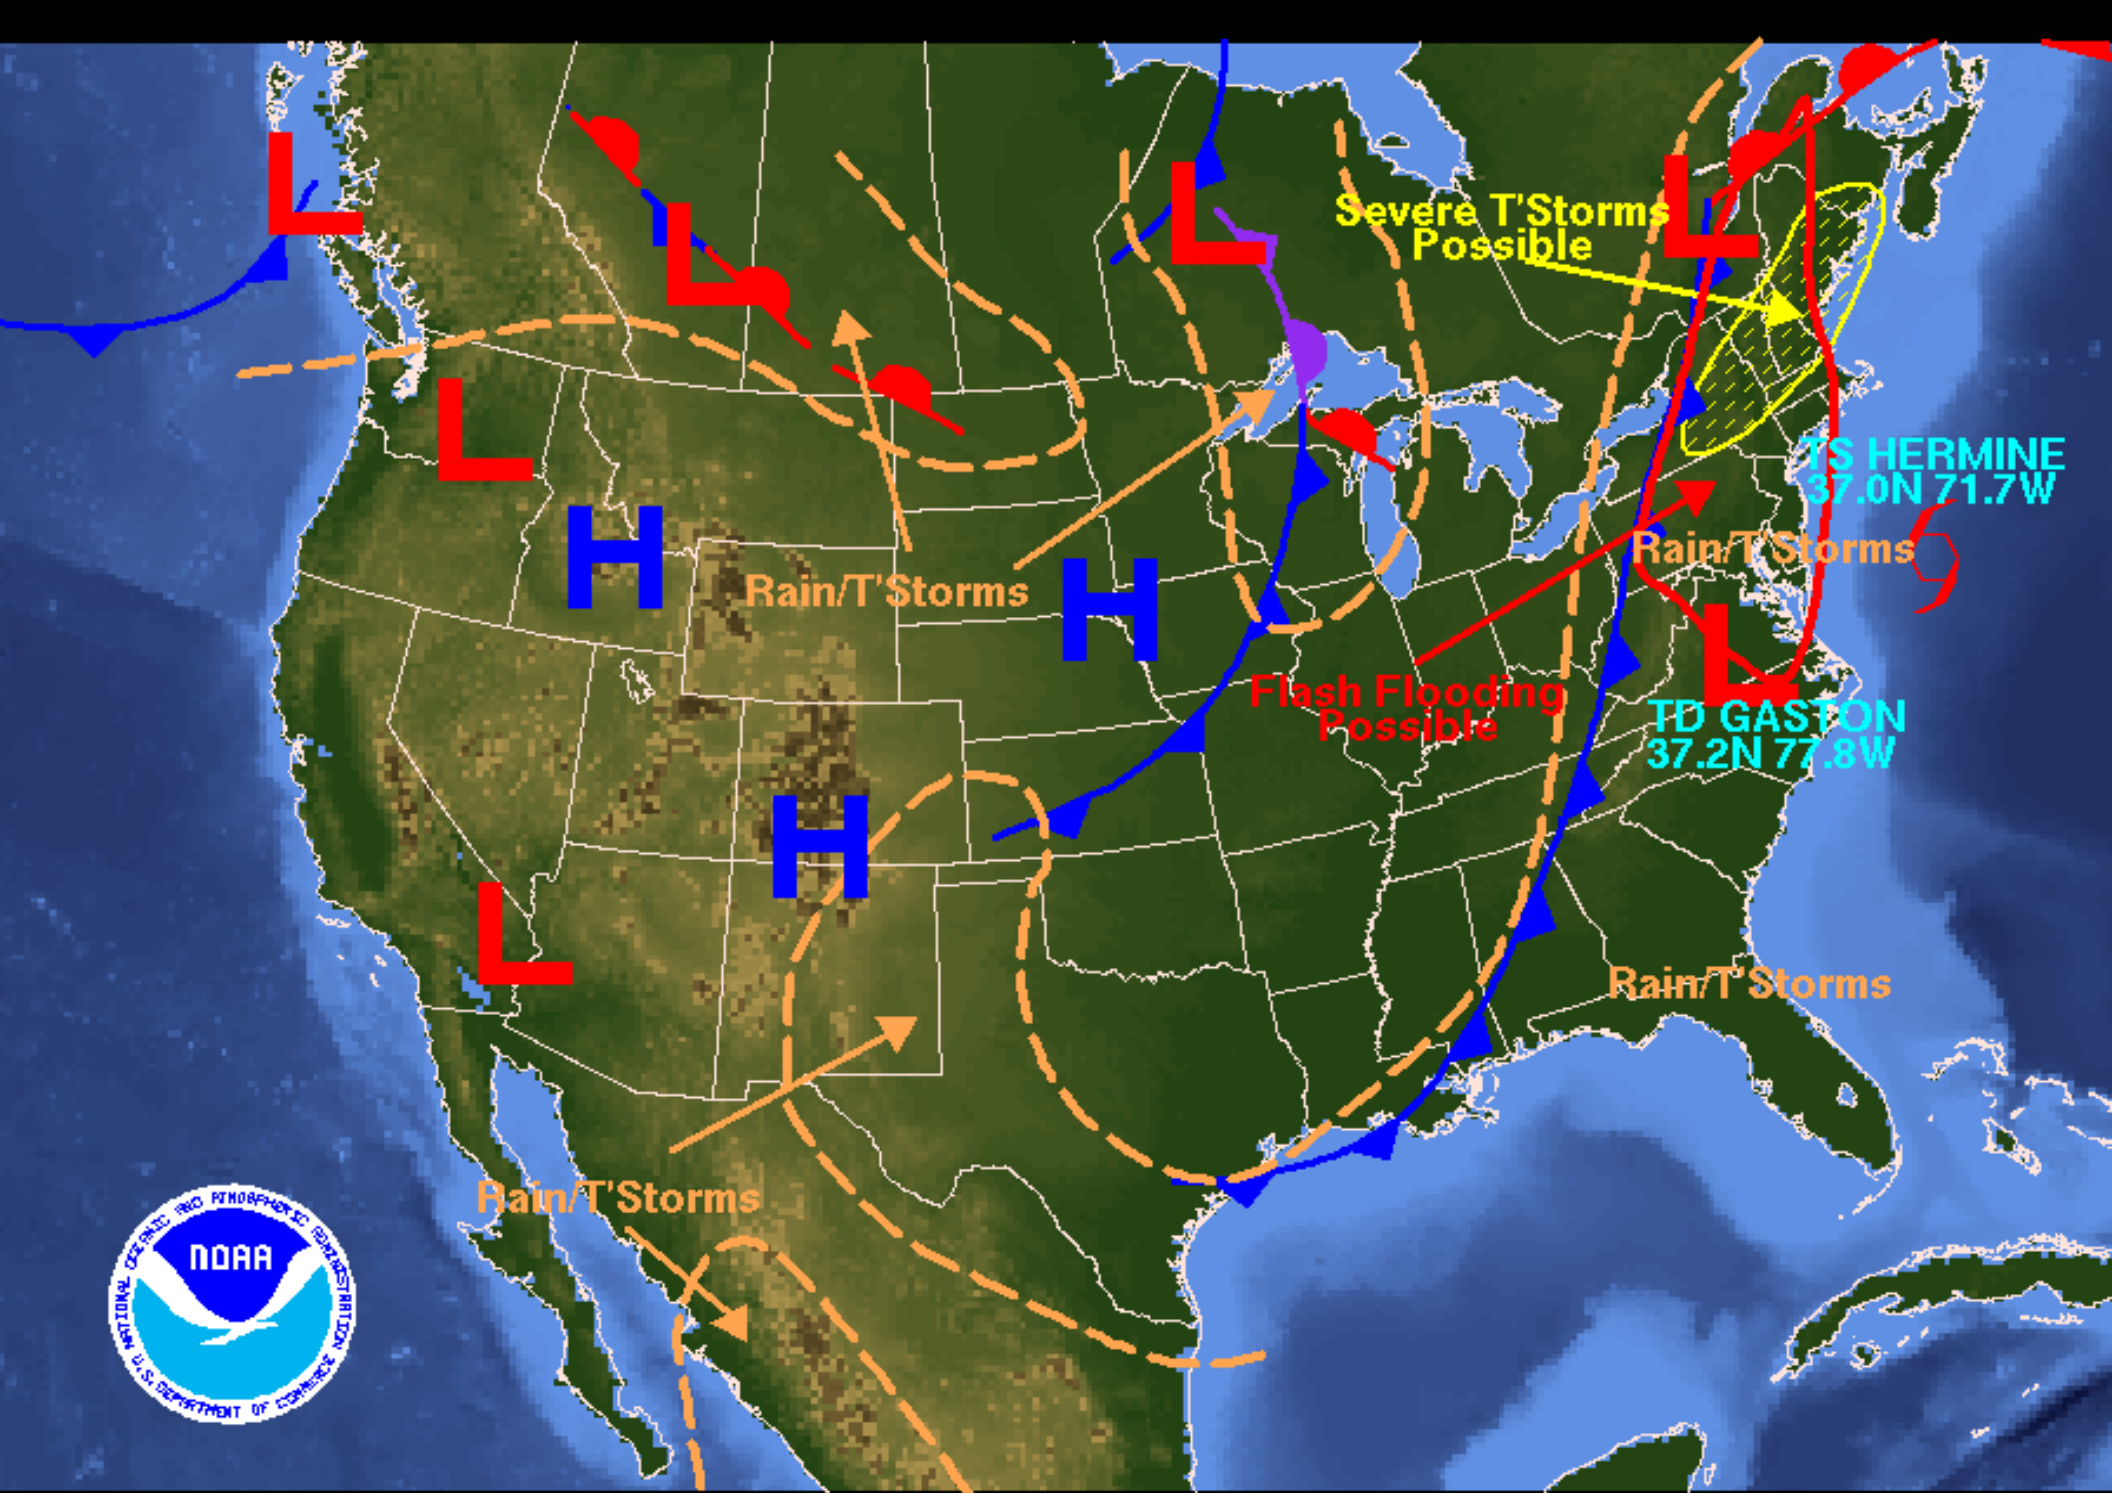 Severe T'Storms
Possible
TS HERMINE
37.0N 71.7W
Rain/T'Storms
Rain/T'Storms
Flash Flooding
Possible
TD GASTON
37.2N 77.8W
Rain/T'Storms
Rain/T'Storms
L
L
L
L
L
L
L
H
H
H
NATIONAL OCEANIC AND ATMOSPHERIC ADMINISTRATION
NOAA
U.S. DEPARTMENT OF COMMERCE